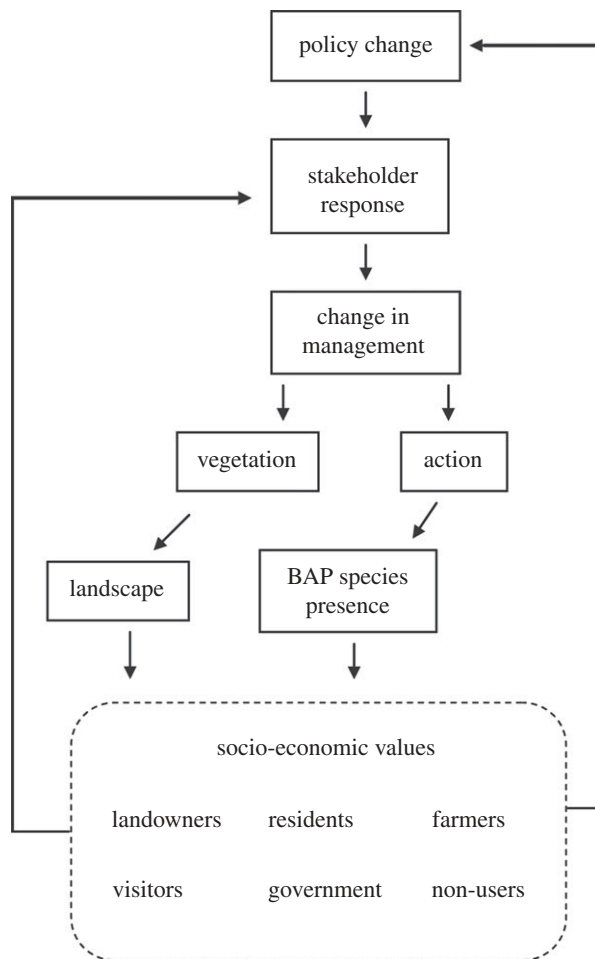 policy change
stakeholder
response
change in
management
vegetation
action
landscape
BAP species
presence
socio-economic values
landowners residents farmers
visitors government non-users